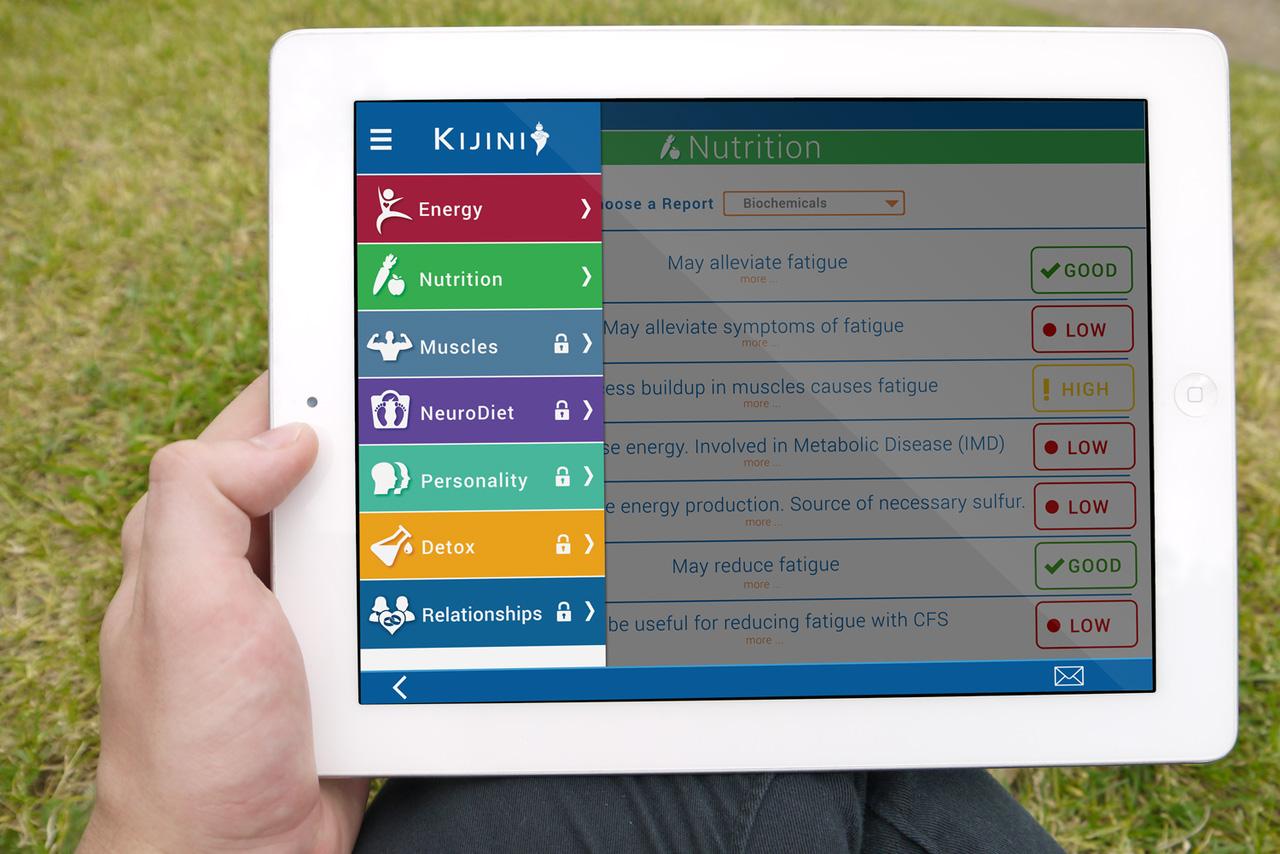 KIJINI
Energy
Nutrition
Muscles
NeuroDiet
Personality
Detox
Relationships
Nutrition
oose a Report Biochemicals
May alleviate fatigue
more ...
GOOD
May alleviate symptoms of fatigue
more ...
LOW
ess buildup in muscles causes fatigue
more ...
HIGH
se energy. Involved in Metabolic Disease (IMD)
more ...
LOW
e energy production. Source of necessary sulfur.
more ...
LOW
May reduce fatigue
more ...
GOOD
be useful for reducing fatigue with CFS
more ...
LOW